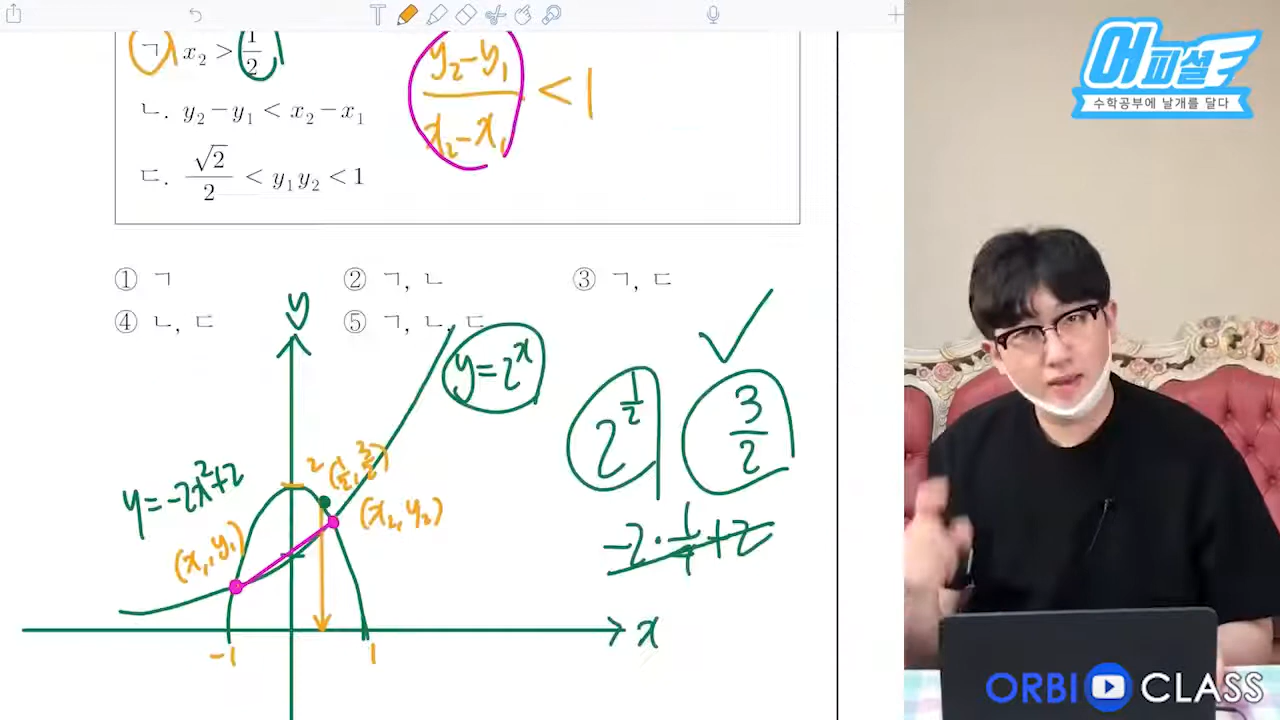 ㄱ. x₂ > 1/2
(y₂-y₁)/(x₂-x₁) < 1
ㄴ. y₂-y₁ < x₂-x₁
ㄷ. √2/2 < y₁y₂ < 1
① ㄱ
② ㄱ, ㄴ
③ ㄱ, ㄷ
④ ㄴ, ㄷ
⑤ ㄱ, ㄴ, ㄷ
y
y=2ˣ
2^(1/2)
3/2
y=-2x²+2
2
(1/2, 3/2)
(x₂, y₂)
(x₁, y₁)
-2·1/4+2
x
-1
1
어피셜
수학공부에 날개를 달다
ORBI CLASS